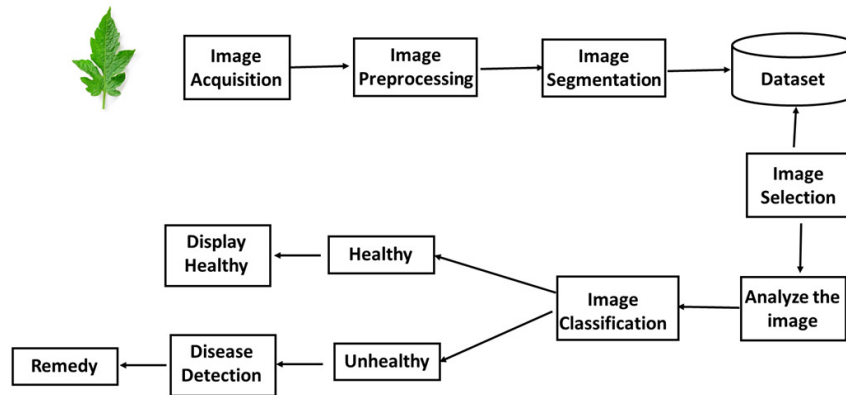 Image
Acquisition
Image
Preprocessing
Image
Segmentation
Dataset
Image
Selection
Analyze the
image
Image
Classification
Healthy
Display
Healthy
Unhealthy
Disease
Detection
Remedy